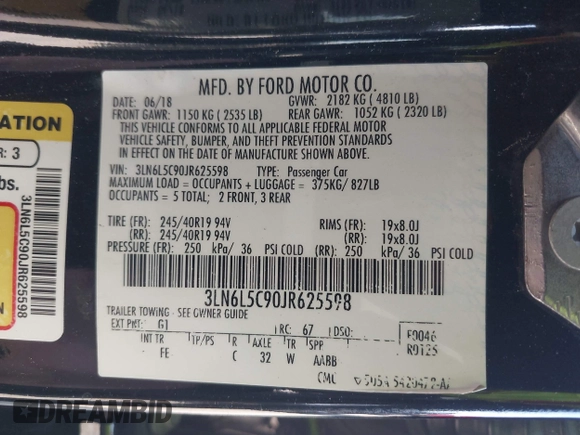 MFD. BY FORD MOTOR CO.
DATE: 06/18 GVWR: 2182 KG ( 4810 LB)
FRONT GAWR: 1150 KG ( 2535 LB) REAR GAWR: 1052 KG ( 2320 LB)
THIS VEHICLE CONFORMS TO ALL APPLICABLE FEDERAL MOTOR
VEHICLE SAFETY, BUMPER, AND THEFT PREVENTION STANDARDS
IN EFFECT ON THE DATE OF MANUFACTURE SHOWN ABOVE.
VIN: 3LN6L5C90JR625598 TYPE: Passenger Car
MAXIMUM LOAD = OCCUPANTS + LUGGAGE = 375KG/ 827LB
OCCUPANTS = 5 TOTAL; 2 FRONT, 3 REAR
TIRE (FR): 245/40R19 94V RIMS (FR): 19x8.0J
(RR): 245/40R19 94V (RR): 19x8.0J
PRESSURE (FR): 250 kPa/ 36 PSI COLD (RR): 250 kPa/ 36 PSI COLD
3LN6L5C90JR625598
TRAILER TOWING - SEE OWNER GUIDE
EXT PNT: G1 RC: 67 DSO: F0046
R0125
INT TR TP/PS R AXLE TR SPP
FE C 32 W AABB
CMC
ATION
R: 3
lbs.
3LN6L5C90JR625598
DREAMBID